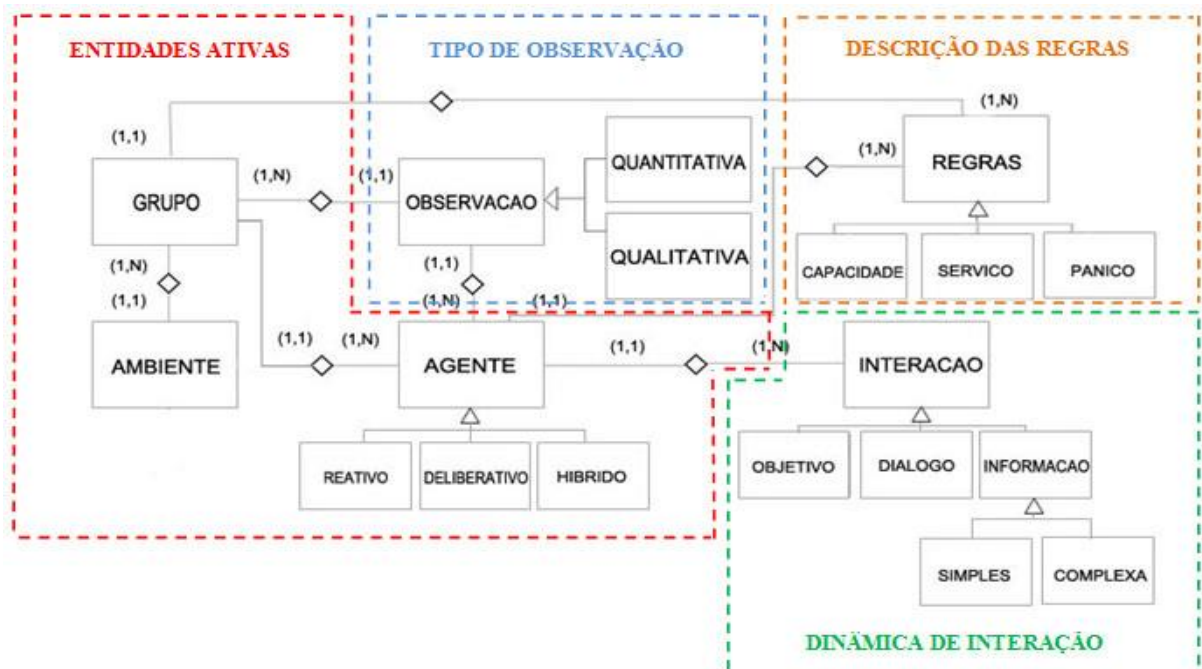 ENTIDADES ATIVAS
TIPO DE OBSERVAÇÃO
DESCRIÇÃO DAS REGRAS
(1,1)
(1,N)
GRUPO
(1,N)
(1,1)
OBSERVACAO
QUANTITATIVA
QUALITATIVA
(1,N)
REGRAS
CAPACIDADE
SERVICO
PANICO
(1,N)
(1,1)
AMBIENTE
(1,1)
(1,N)
(1,1)
(1,N)
(1,1)
AGENTE
(1,1)
(1,N)
INTERACAO
REATIVO
DELIBERATIVO
HIBRIDO
OBJETIVO
DIALOGO
INFORMACAO
SIMPLES
COMPLEXA
DINÂMICA DE INTERAÇÃO